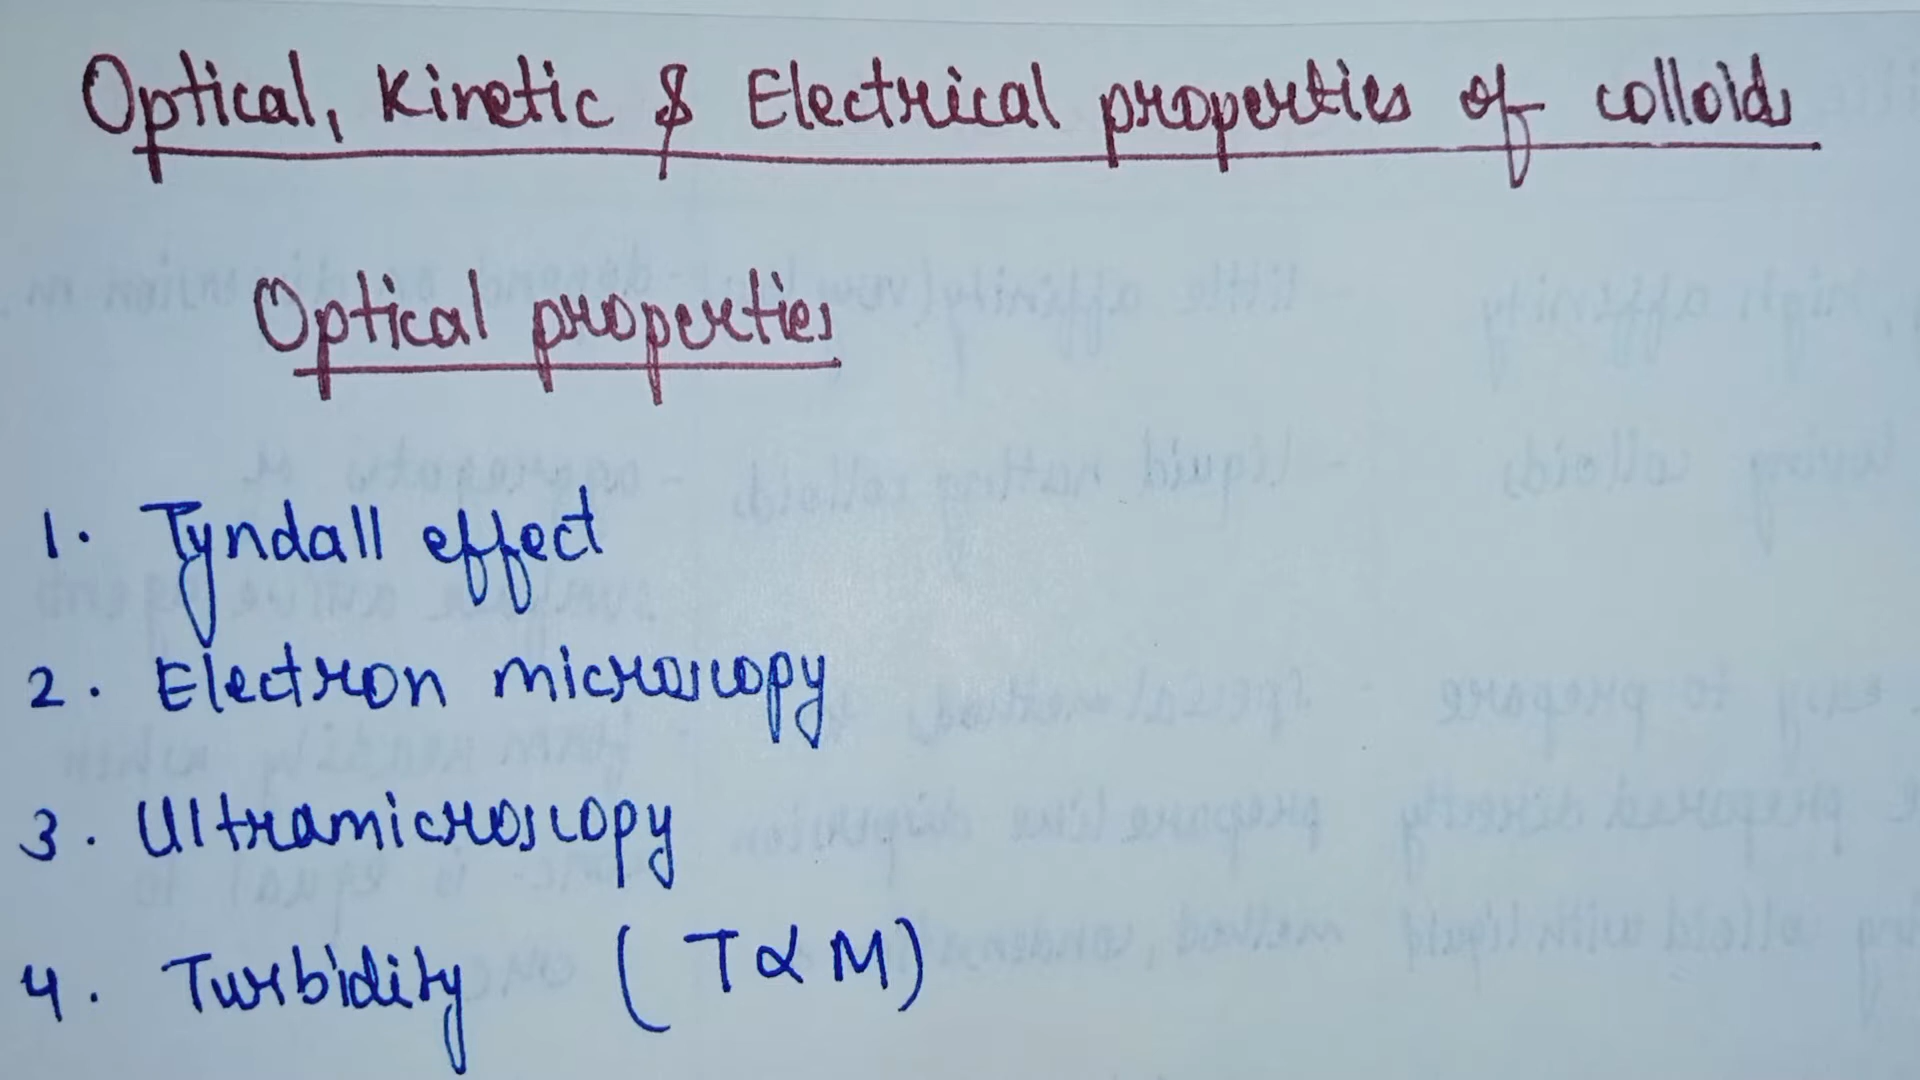 Optical, Kinetic & Electrical properties of colloids
Optical properties
1. Tyndall effect
2. Electron microscopy
3. Ultramicroscopy
4. Turbidity ( T α M )